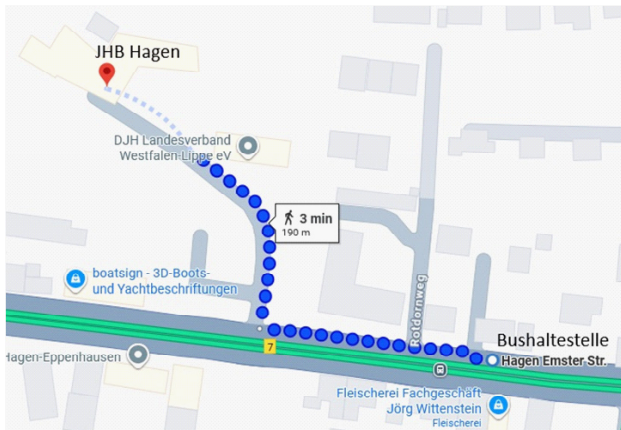 JHB Hagen
DJH Landesverband
Westfalen-Lippe eV
3 min
190 m
boatsign - 3D-Boots-
und Yachtbeschriftungen
Rotdornweg
Bushaltestelle
Hagen Emster Str.
7
Hagen-Eppenhausen
Fleischerei Fachgeschäft
Jörg Wittenstein
Fleischerei